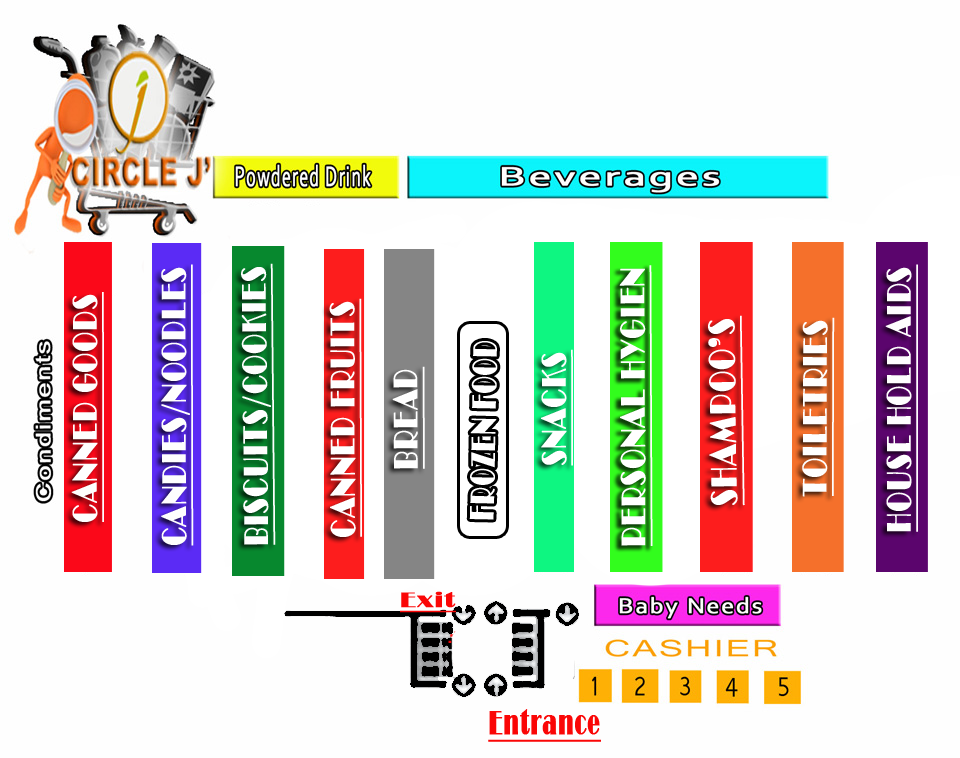 j
CIRCLE J'
Powdered Drink
Beverages
Condiments
CANNED GOODS
CANDIES/NOODLES
BISCUITS/COOKIES
CANNED FRUITS
BREAD
FROZEN FOOD
SNACKS
PERSONAL HYGIEN
SHAMPOO'S
TOILETRIES
HOUSE HOLD AIDS
Exit
Baby Needs
CASHIER
1 2 3 4 5
Entrance